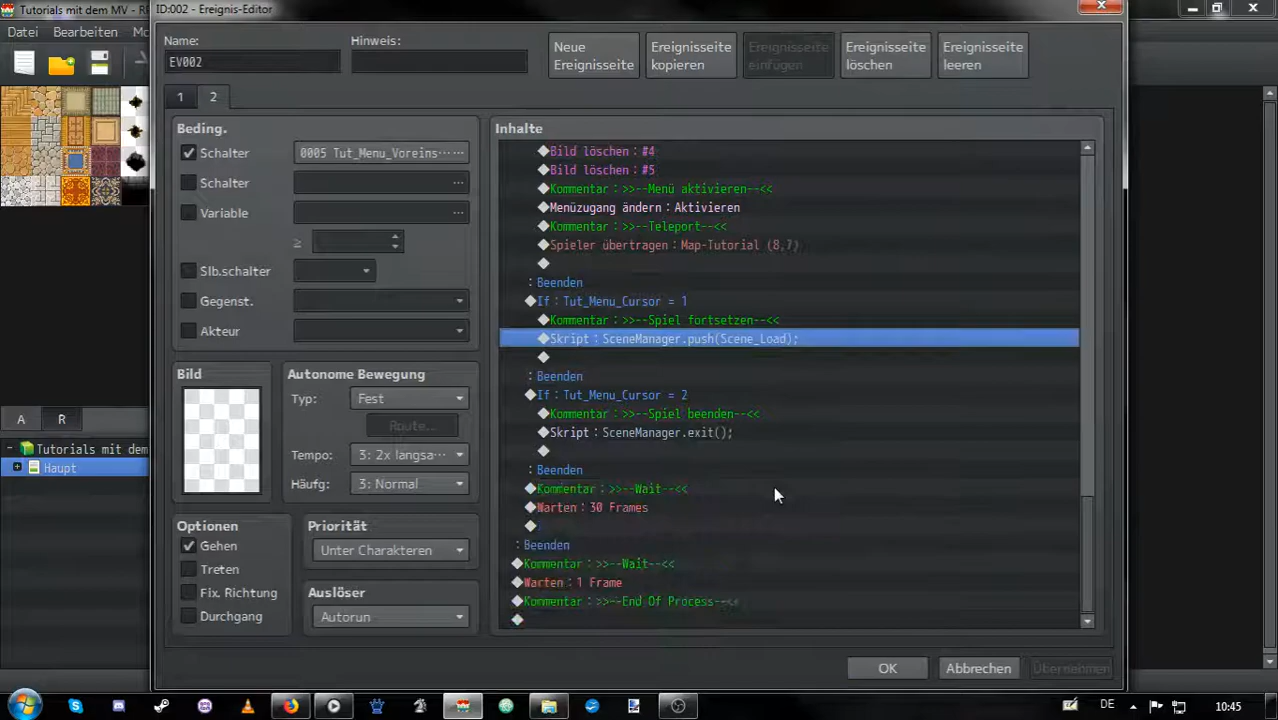 Tutorials mit dem MV - RP
ID:002 - Ereignis-Editor
Datei
Bearbeiten
Name:
Hinweis:
EV002
Neue
Ereignisseite
Ereignisseite
kopieren
Ereignisseite
einfügen
Ereignisseite
löschen
Ereignisseite
leeren
1
2
Beding.
Schalter
0005 Tut_Menu_Voreins··· ···
Schalter
···
Variable
···
≥
Slb.schalter
Gegenst.
Akteur
Bild
Autonome Bewegung
Typ:
Fest
Route...
Tempo:
3: 2x langsa···
Häufg:
3: Normal
Optionen
Gehen
Treten
Fix. Richtung
Durchgang
Priorität
Unter Charakteren
Auslöser
Autorun
Inhalte
◆Bild löschen：#4
◆Bild löschen：#5
◆Kommentar：>>--Menü aktivieren--<<
◆Menüzugang ändern：Aktivieren
◆Kommentar：>>--Teleport--<<
◆Spieler übertragen：Map-Tutorial (8,7)
◆
：Beenden
◆If：Tut_Menu_Cursor = 1
◆Kommentar：>>--Spiel fortsetzen--<<
◆Skript：SceneManager.push(Scene_Load);
◆
：Beenden
◆If：Tut_Menu_Cursor = 2
◆Kommentar：>>--Spiel beenden--<<
◆Skript：SceneManager.exit();
◆
：Beenden
◆Kommentar：>>--Wait--<<
◆Warten：30 Frames
◆
：Beenden
◆Kommentar：>>--Wait--<<
◆Warten：1 Frame
◆Kommentar：>>--End Of Process--<<
◆
OK
Abbrechen
Übernehmen
A
R
Tutorials mit dem
Haupt
DE
10:45